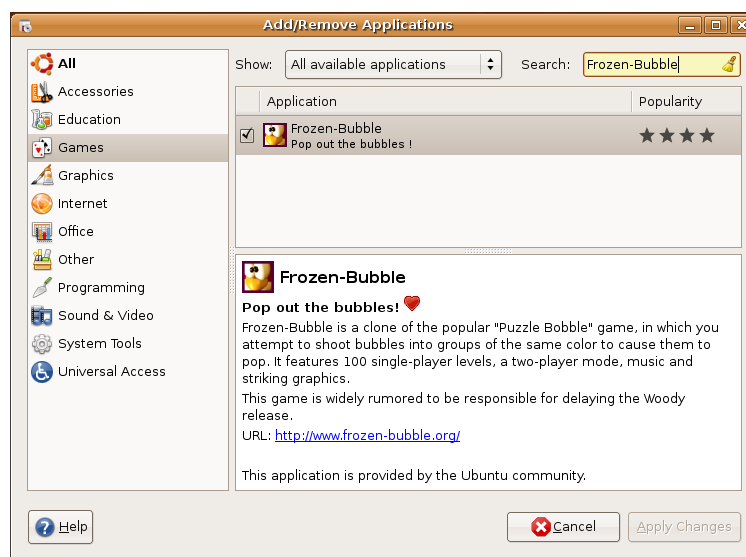 Add/Remove Applications
All
Accessories
Education
Games
Graphics
Internet
Office
Other
Programming
Sound & Video
System Tools
Universal Access
Show: All available applications Search: Frozen-Bubble
Application Popularity
Frozen-Bubble
Pop out the bubbles !
Frozen-Bubble
Pop out the bubbles!
Frozen-Bubble is a clone of the popular "Puzzle Bobble" game, in which you
attempt to shoot bubbles into groups of the same color to cause them to
pop. It features 100 single-player levels, a two-player mode, music and
striking graphics.
This game is widely rumored to be responsible for delaying the Woody
release.
URL: http://www.frozen-bubble.org/
This application is provided by the Ubuntu community.
Help Cancel Apply Changes